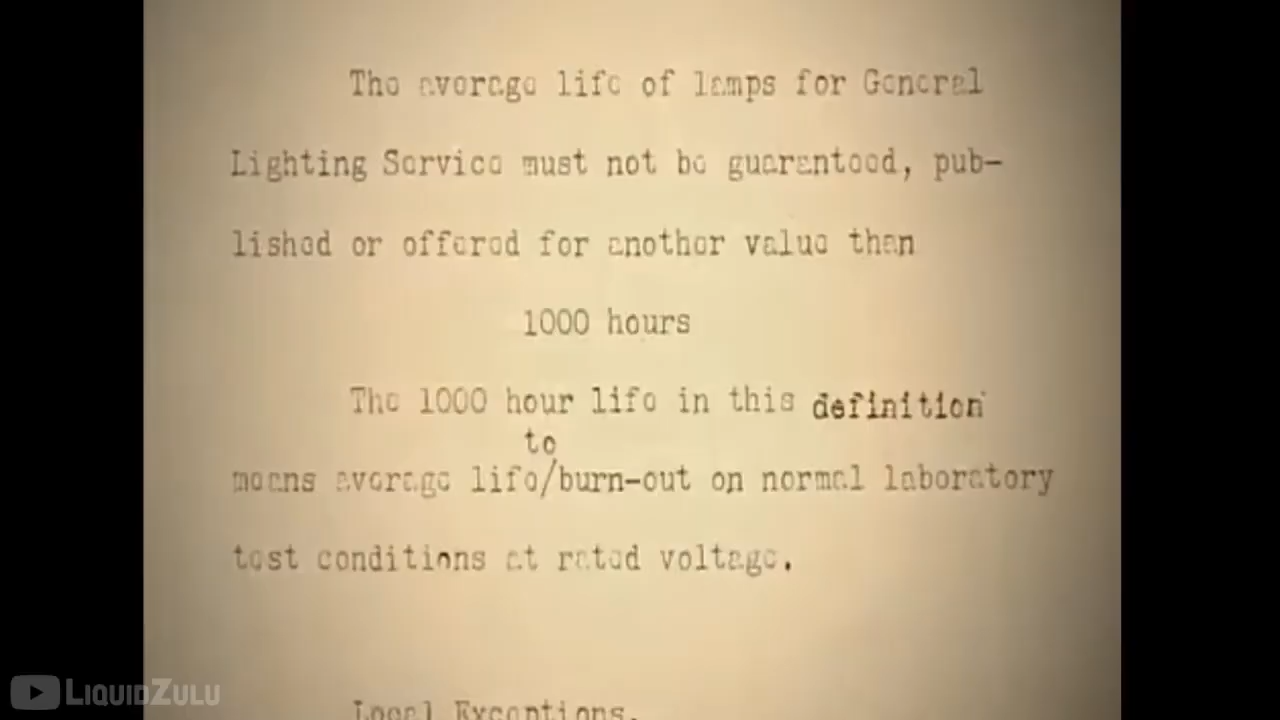 The average life of lamps for General
Lighting Service must not be guaranteed, pub-
lished or offered for another value than
1000 hours
The 1000 hour life in this definition
to
means average life/burn-out on normal laboratory
test conditions at rated voltage.
Local Exceptions.
LIQUIDZULU